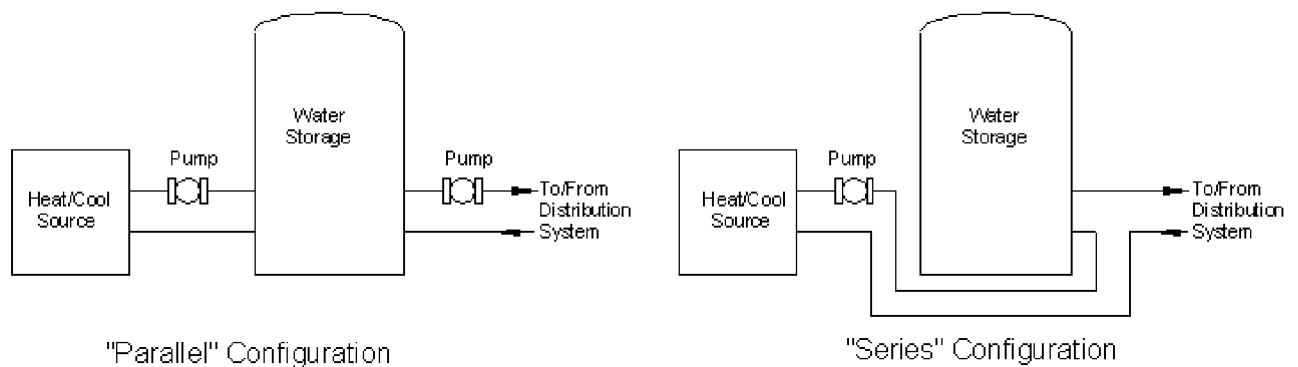 Water
Storage
Pump
Pump
Heat/Cool
Source
To/From
Distribution
System
"Parallel" Configuration
Water
Storage
Pump
Heat/Cool
Source
To/From
Distribution
System
"Series" Configuration